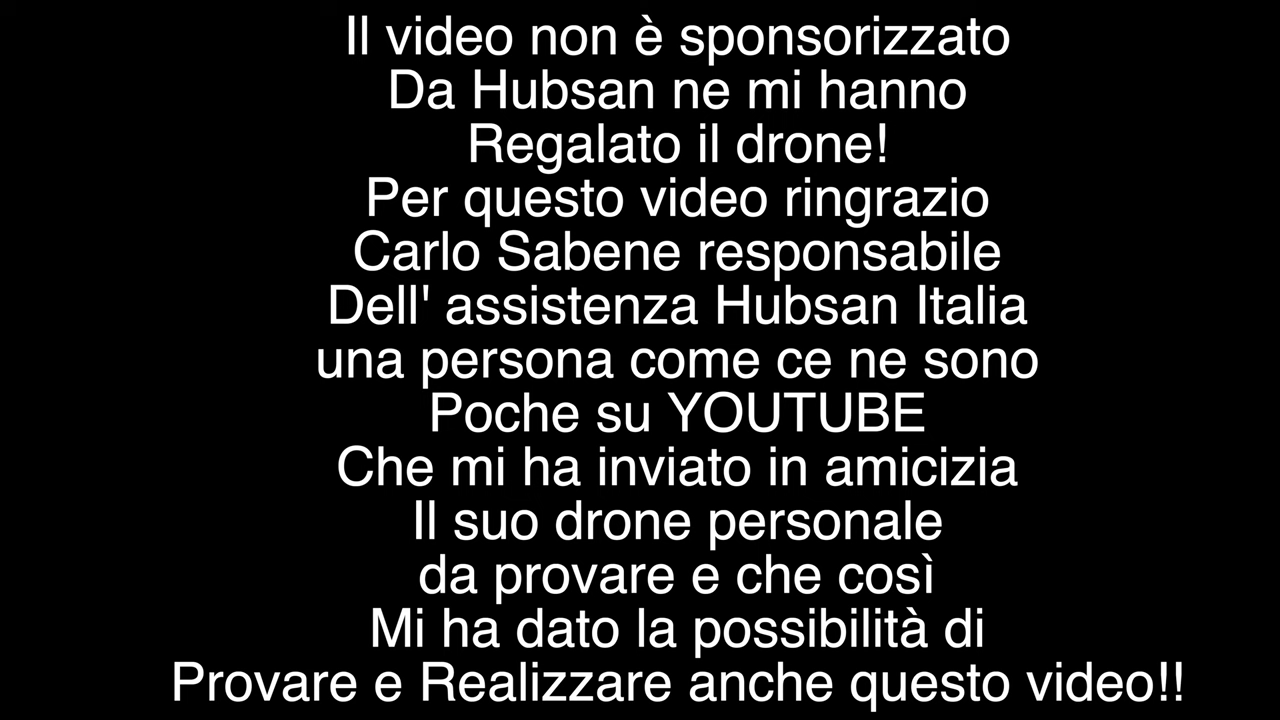 Il video non è sponsorizzato
Da Hubsan ne mi hanno
Regalato il drone!
Per questo video ringrazio
Carlo Sabene responsabile
Dell' assistenza Hubsan Italia
una persona come ce ne sono
Poche su YOUTUBE
Che mi ha inviato in amicizia
Il suo drone personale
da provare e che così
Mi ha dato la possibilità di
Provare e Realizzare anche questo video!!